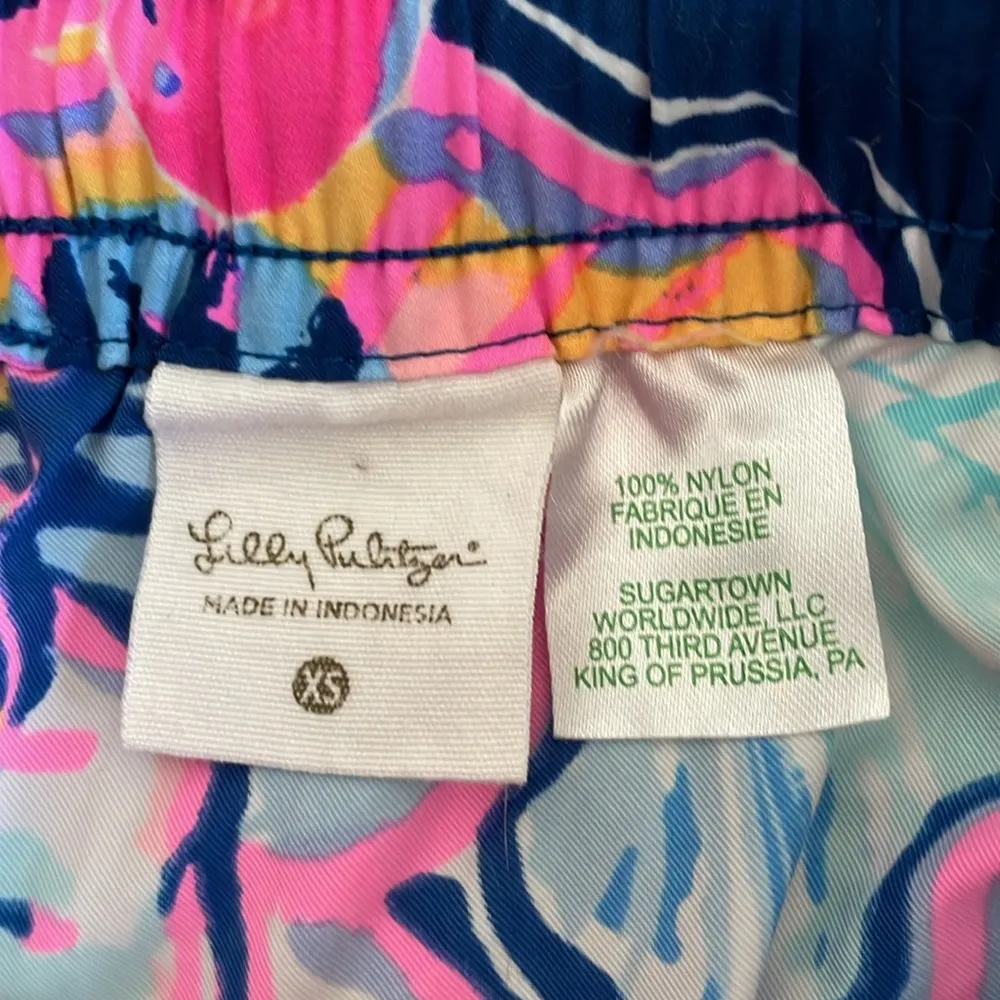 Lilly Pulitzer®
MADE IN INDONESIA
XS
100% NYLON
FABRIQUE EN
INDONESIE
SUGARTOWN
WORLDWIDE, LLC
800 THIRD AVENUE
KING OF PRUSSIA, PA